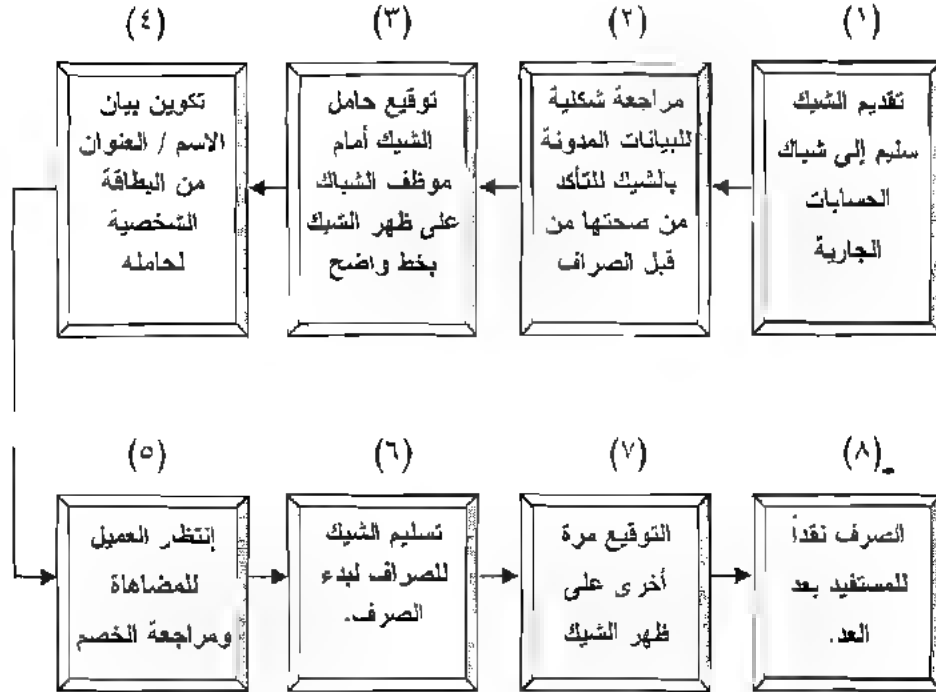 (١)
تقديم الشيك
سليم إلى شباك
الحسابات
الجارية
(٢)
مراجعة شكلية
للبيانات المدونة
بالشيك للتأكد
من صحتها من
قبل الصراف
(٣)
توقيع حامل
الشيك أمام
موظف الشباك
على ظهر الشيك
بخط واضح
(٤)
تكوين بيان
الاسم / العنوان
من البطاقة
الشخصية
لحامله
(٥)
إنتظار العميل
للمضاهاة
ومراجعة الخصم
(٦)
تسليم الشيك
للصراف لبدء
الصرف.
(٧)
التوقيع مرة
أخرى على
ظهر الشيك
(٨)
الصرف نقداً
للمستفيد بعد
العد.